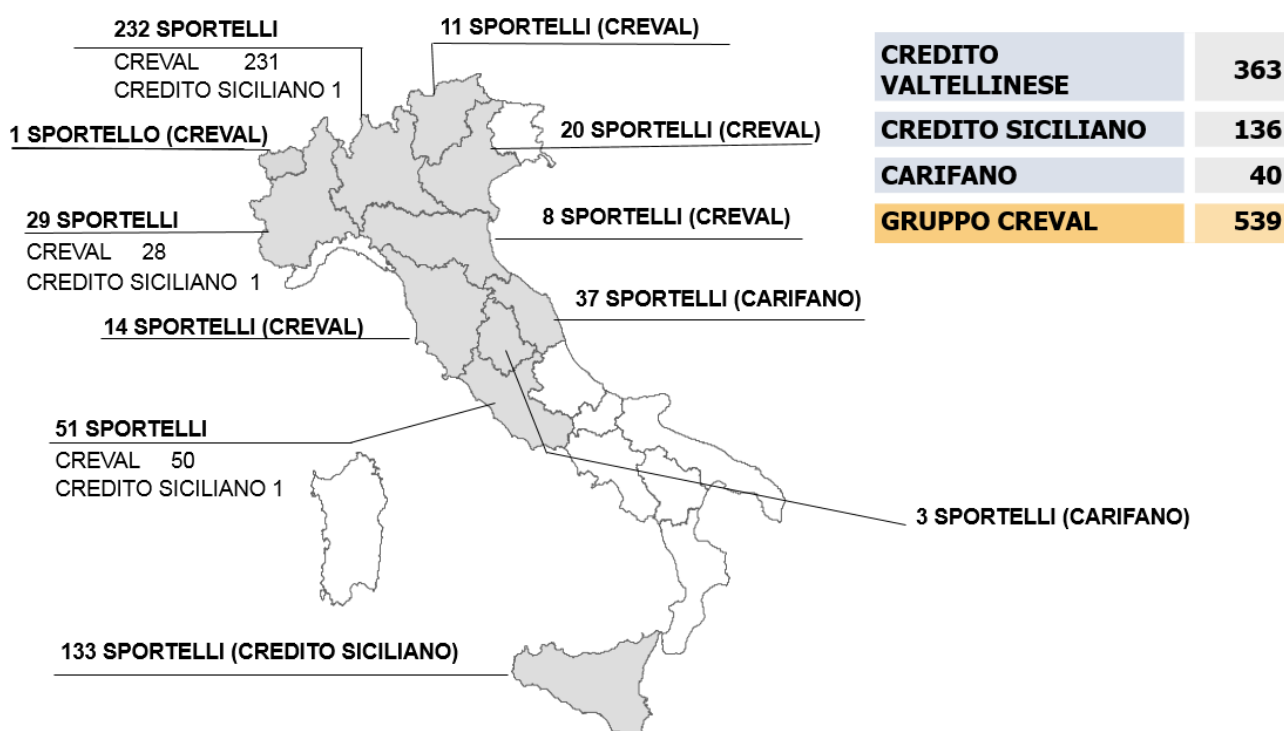 232 SPORTELLI
CREVAL 231
CREDITO SICILIANO 1
11 SPORTELLI (CREVAL)
1 SPORTELLO (CREVAL)
20 SPORTELLI (CREVAL)
29 SPORTELLI
CREVAL 28
CREDITO SICILIANO 1
8 SPORTELLI (CREVAL)
37 SPORTELLI (CARIFANO)
14 SPORTELLI (CREVAL)
51 SPORTELLI
CREVAL 50
CREDITO SICILIANO 1
3 SPORTELLI (CARIFANO)
133 SPORTELLI (CREDITO SICILIANO)
CREDITO
VALTELLINESE 363
CREDITO SICILIANO 136
CARIFANO 40
GRUPPO CREVAL 539